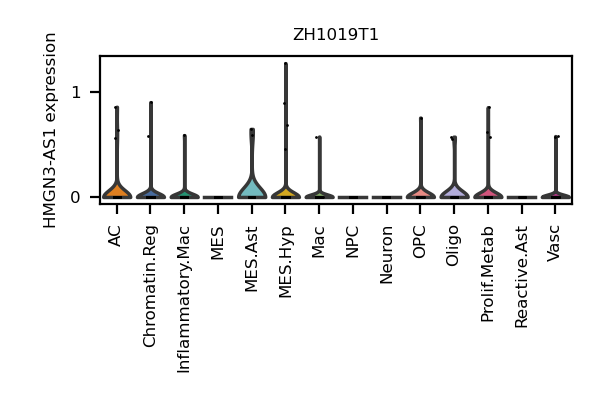 ZH1019T1
HMGN3-AS1 expression
1
0
AC
Chromatin.Reg
Inflammatory.Mac
MES
MES.Ast
MES.Hyp
Mac
NPC
Neuron
OPC
Oligo
Prolif.Metab
Reactive.Ast
Vasc